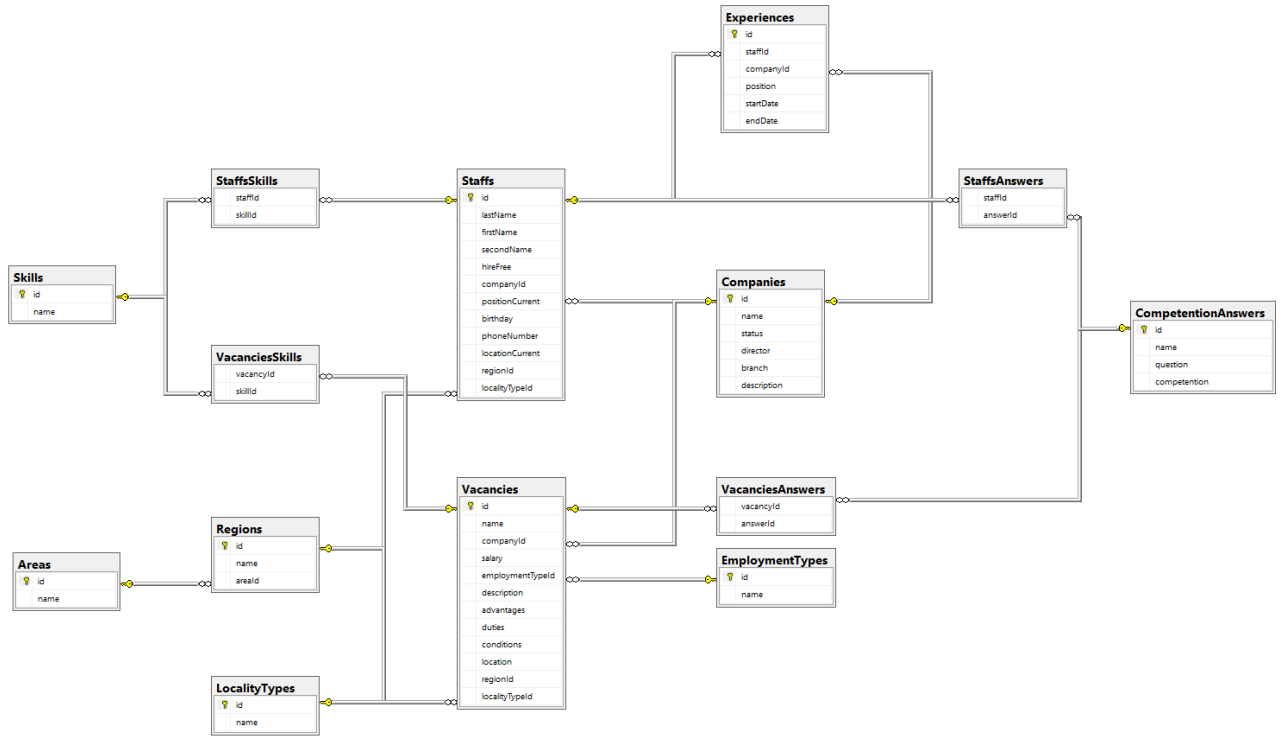 Experiences
id
staffId
companyId
position
startDate
endDate
StaffsSkills
staffId
skillId
Staffs
id
lastName
firstName
secondName
hireFree
companyId
positionCurrent
birthday
phoneNumber
locationCurrent
regionId
localityTypeId
StaffsAnswers
staffId
answerId
Skills
id
name
Companies
id
name
status
director
branch
description
CompetentionAnswers
id
name
question
competention
VacanciesSkills
vacancyId
skillId
Vacancies
id
name
companyId
salary
employmentTypeId
description
advantages
duties
conditions
location
regionId
localityTypeId
VacanciesAnswers
vacancyId
answerId
Regions
id
name
areaId
Areas
id
name
EmploymentTypes
id
name
LocalityTypes
id
name